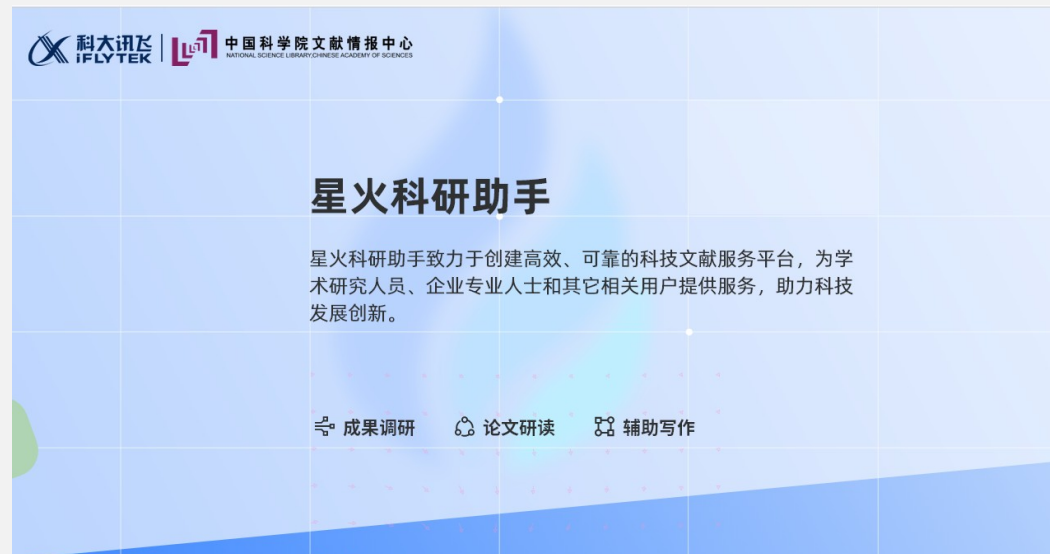 科大讯飞
iFLYTEK
中国科学院文献情报中心
NATIONAL SCIENCE LIBRARY,CHINESE ACADEMY OF SCIENCES
星火科研助手
星火科研助手致力于创建高效、可靠的科技文献服务平台，为学
术研究人员、企业专业人士和其它相关用户提供服务，助力科技
发展创新。
成果调研 论文研读 辅助写作